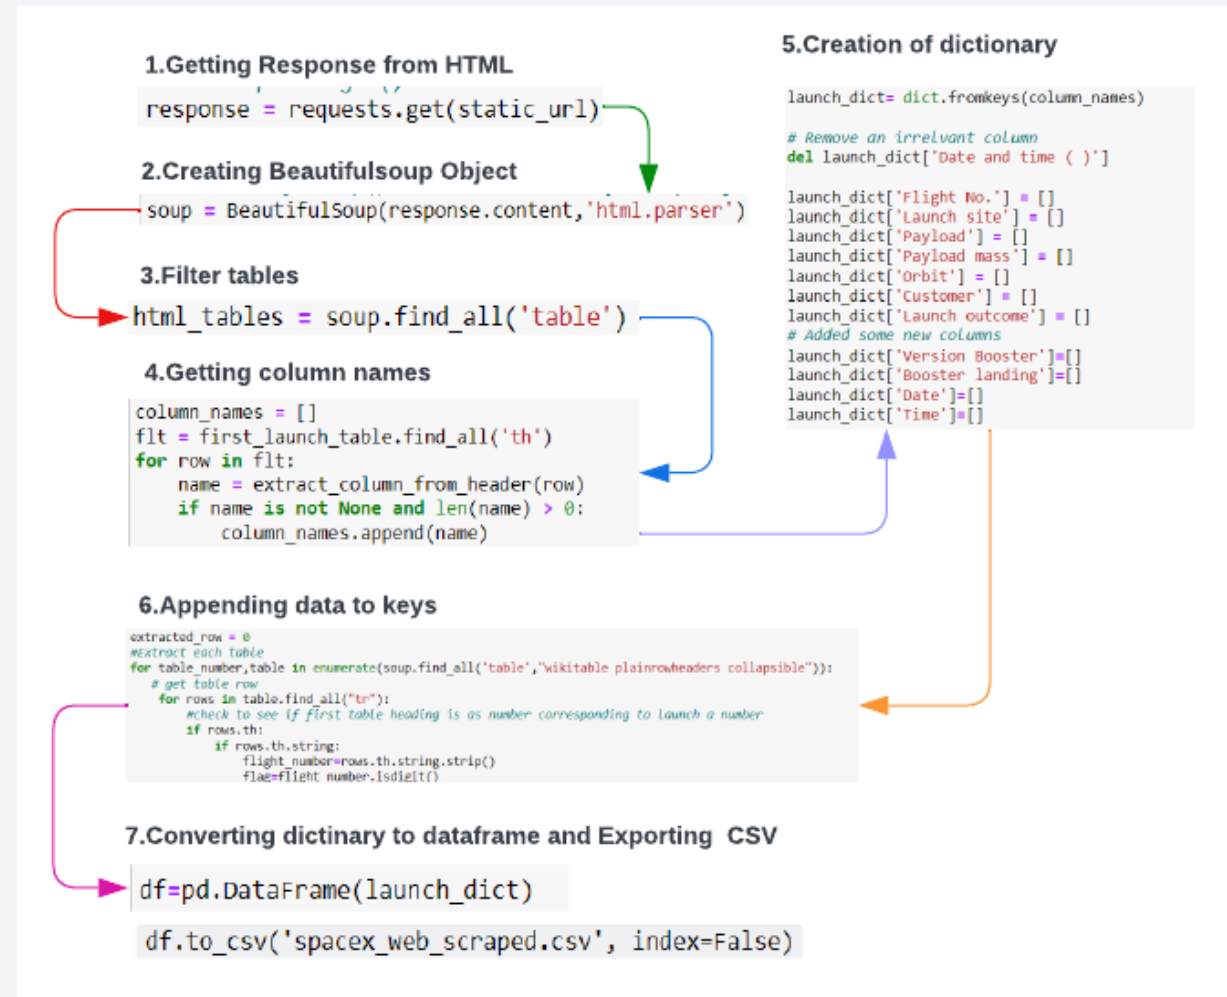 1.Getting Response from HTML
response = requests.get(static_url)
2.Creating Beautifulsoup Object
soup = BeautifulSoup(response.content,'html.parser')
3.Filter tables
html_tables = soup.find_all('table')
4.Getting column names
column_names = []
flt = first_launch_table.find_all('th')
for row in flt:
    name = extract_column_from_header(row)
    if name is not None and len(name) > 0:
        column_names.append(name)
5.Creation of dictionary
launch_dict= dict.fromkeys(column_names)
# Remove an irrelvant column
del launch_dict['Date and time ( )']
launch_dict['Flight No.'] = []
launch_dict['Launch site'] = []
launch_dict['Payload'] = []
launch_dict['Payload mass'] = []
launch_dict['Orbit'] = []
launch_dict['Customer'] = []
launch_dict['Launch outcome'] = []
# Added some new columns
launch_dict['Version Booster']=[]
launch_dict['Booster landing']=[]
launch_dict['Date']=[]
launch_dict['Time']=[]
6.Appending data to keys
extracted_row = 0
#Extract each table
for table_number,table in enumerate(soup.find_all('table',"wikitable plainrowheaders collapsible")):
   # get table row
    for rows in table.find_all("tr"):
        #check to see if first table heading is as number corresponding to launch a number
        if rows.th:
            if rows.th.string:
                flight_number=rows.th.string.strip()
                flag=flight_number.isdigit()
7.Converting dictinary to dataframe and Exporting  CSV
df=pd.DataFrame(launch_dict)
df.to_csv('spacex_web_scraped.csv', index=False)